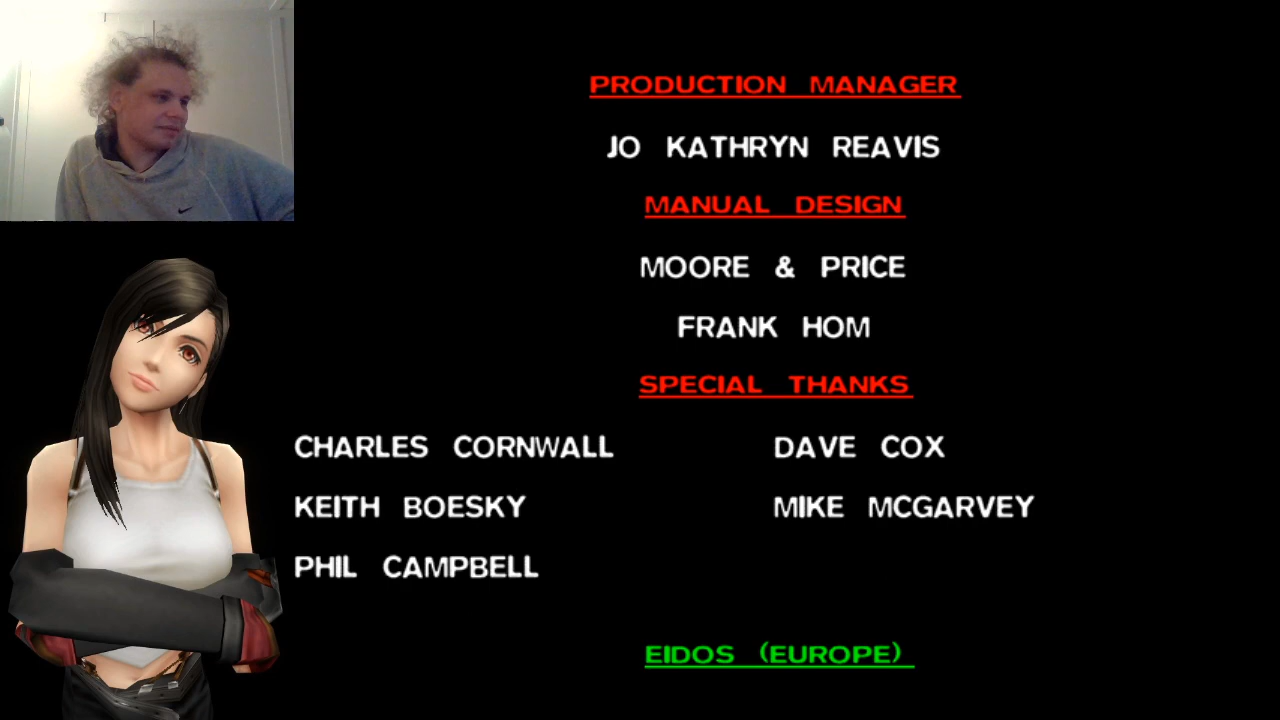 PRODUCTION MANAGER
JO KATHRYN REAVIS
MANUAL DESIGN
MOORE & PRICE
FRANK HOM
SPECIAL THANKS
CHARLES CORNWALL DAVE COX
KEITH BOESKY MIKE MCGARVEY
PHIL CAMPBELL
EIDOS (EUROPE)